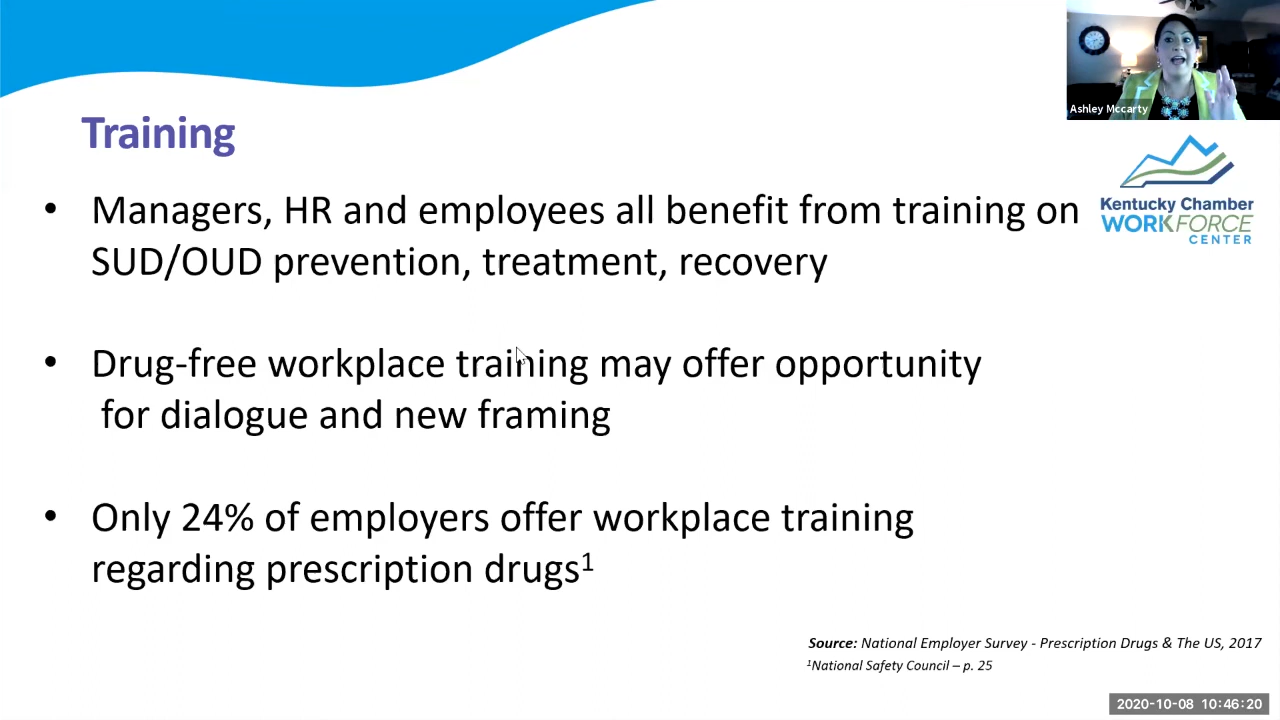 Ashley Mccarty
Training
Kentucky Chamber
WORKFORCE
CENTER
• Managers, HR and employees all benefit from training on
SUD/OUD prevention, treatment, recovery
• Drug-free workplace training may offer opportunity
for dialogue and new framing
• Only 24% of employers offer workplace training
regarding prescription drugs¹
Source: National Employer Survey - Prescription Drugs & The US, 2017
¹National Safety Council – p. 25
2020-10-08 10:46:20